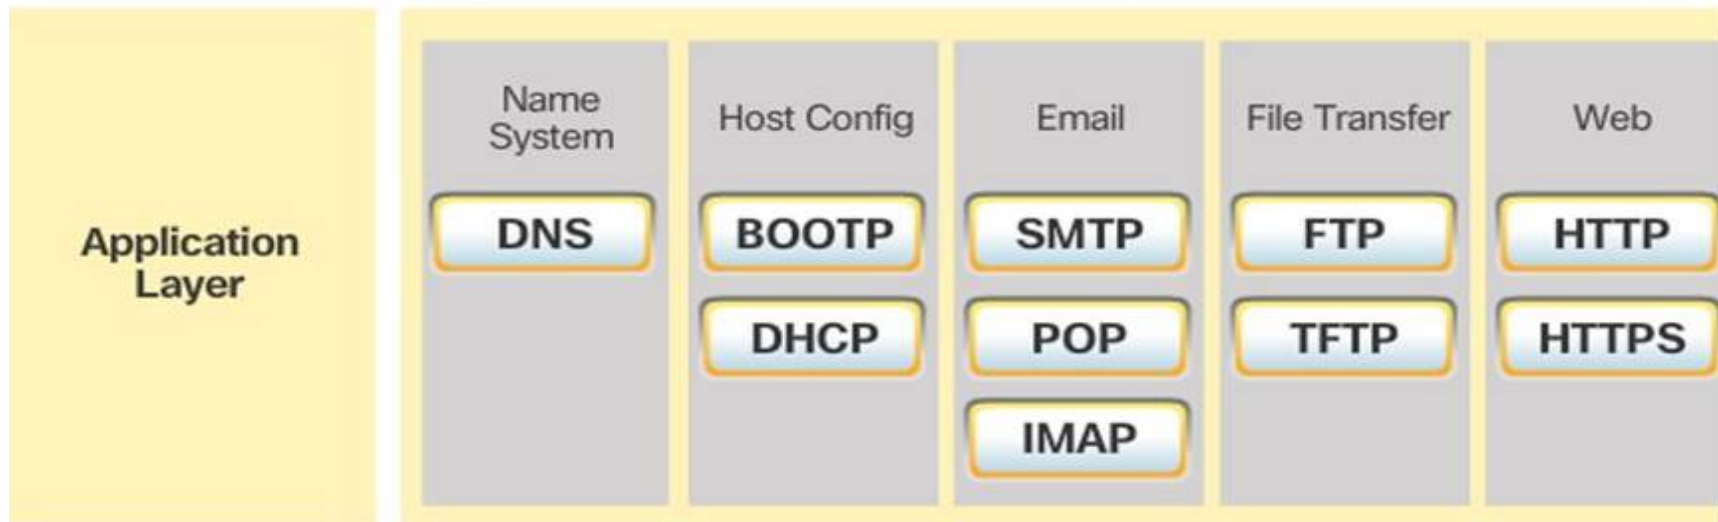 Application
Layer
Name
System
DNS
Host Config
BOOTP
DHCP
Email
SMTP
POP
IMAP
File Transfer
FTP
TFTP
Web
HTTP
HTTPS